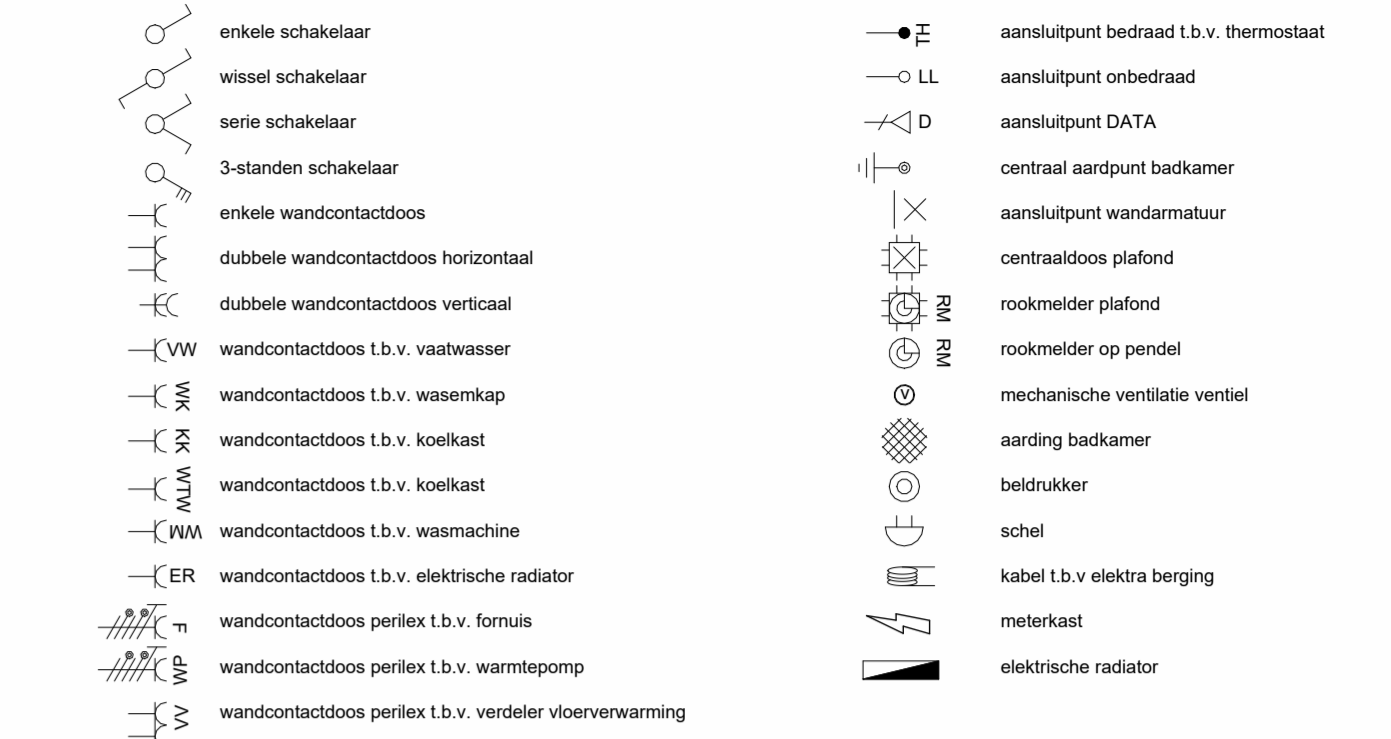 enkele schakelaar
wissel schakelaar
serie schakelaar
3-standen schakelaar
enkele wandcontactdoos
dubbele wandcontactdoos horizontaal
dubbele wandcontactdoos verticaal
VW wandcontactdoos t.b.v. vaatwasser
WK wandcontactdoos t.b.v. wasemkap
KK wandcontactdoos t.b.v. koelkast
WTW wandcontactdoos t.b.v. koelkast
WM wandcontactdoos t.b.v. wasmachine
ER wandcontactdoos t.b.v. elektrische radiator
F wandcontactdoos perilex t.b.v. fornuis
WP wandcontactdoos perilex t.b.v. warmtepomp
VV wandcontactdoos perilex t.b.v. verdeler vloerverwarming
TH aansluitpunt bedraad t.b.v. thermostaat
LL aansluitpunt onbedraad
D aansluitpunt DATA
centraal aardpunt badkamer
aansluitpunt wandarmatuur
centraaldoos plafond
RM rookmelder plafond
RM rookmelder op pendel
V mechanische ventilatie ventiel
aarding badkamer
beldrukker
schel
kabel t.b.v elektra berging
meterkast
elektrische radiator